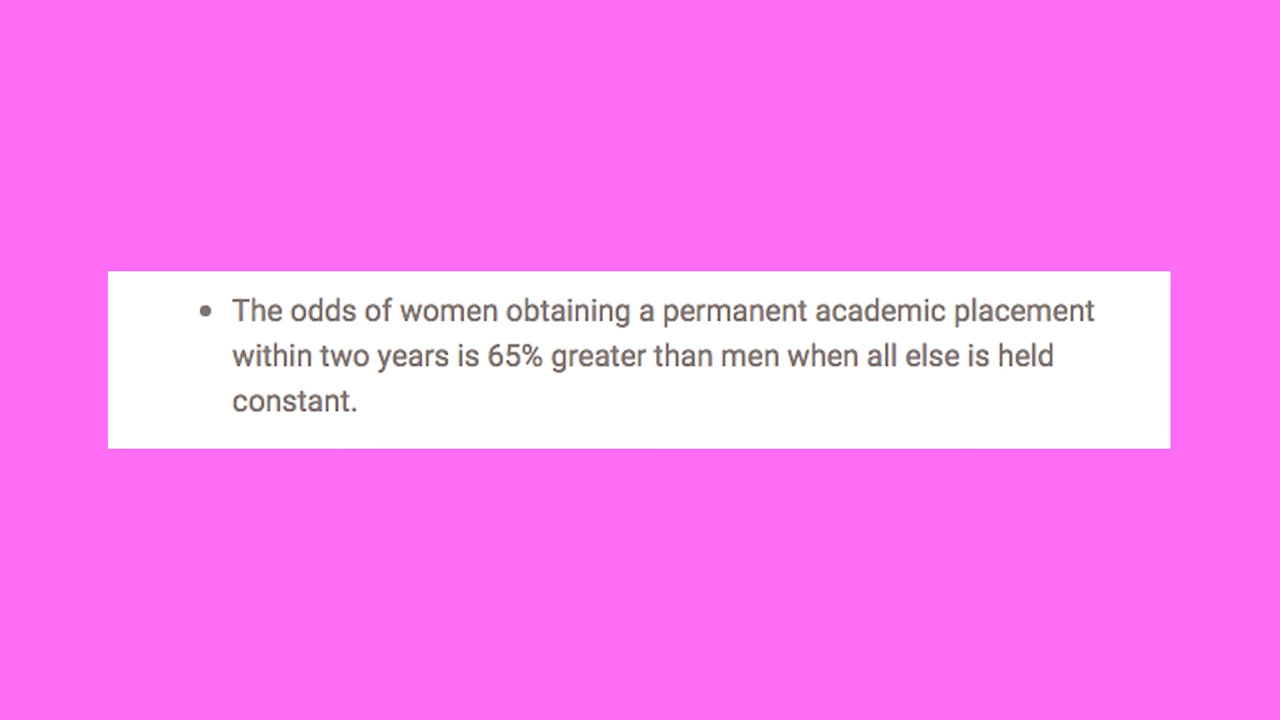 • The odds of women obtaining a permanent academic placement
within two years is 65% greater than men when all else is held
constant.